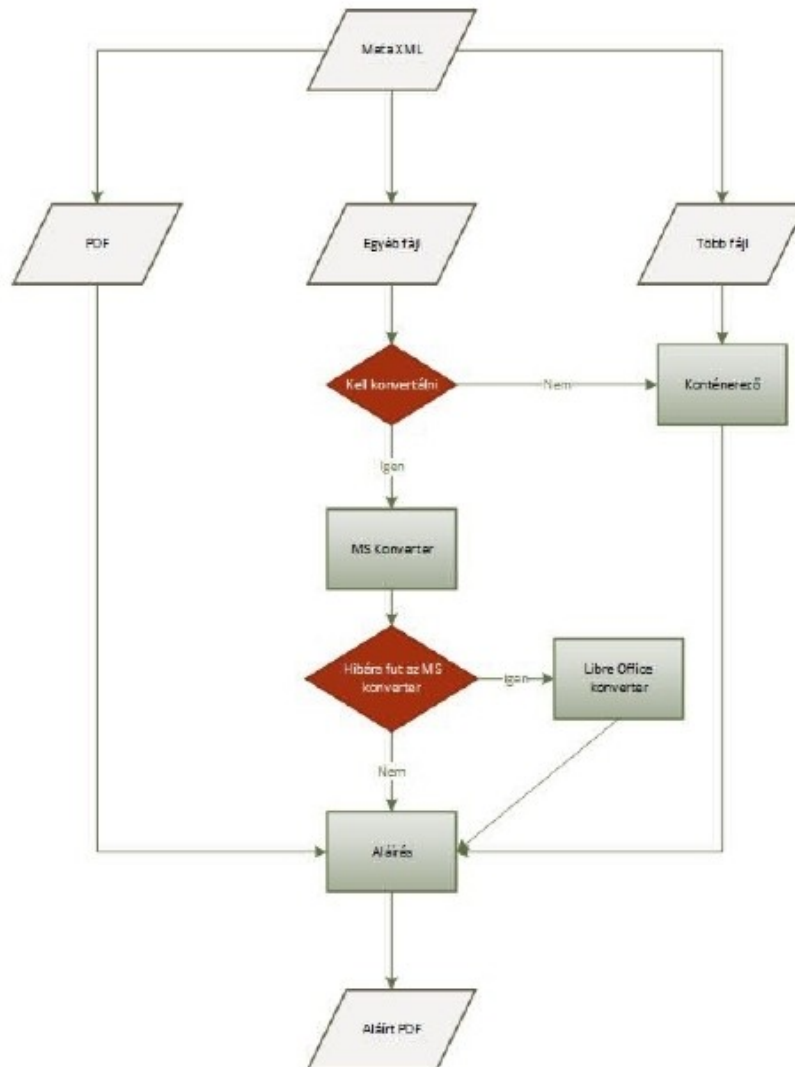 Meta XML
PDF
Egyéb fájl
Több fájl
Kell konvertálni
Nem
Konténerező
Igen
MS Konverter
Hibára fut az MS
konverter
igen
Libre Office
konverter
Nem
Aláírás
Aláírt PDF